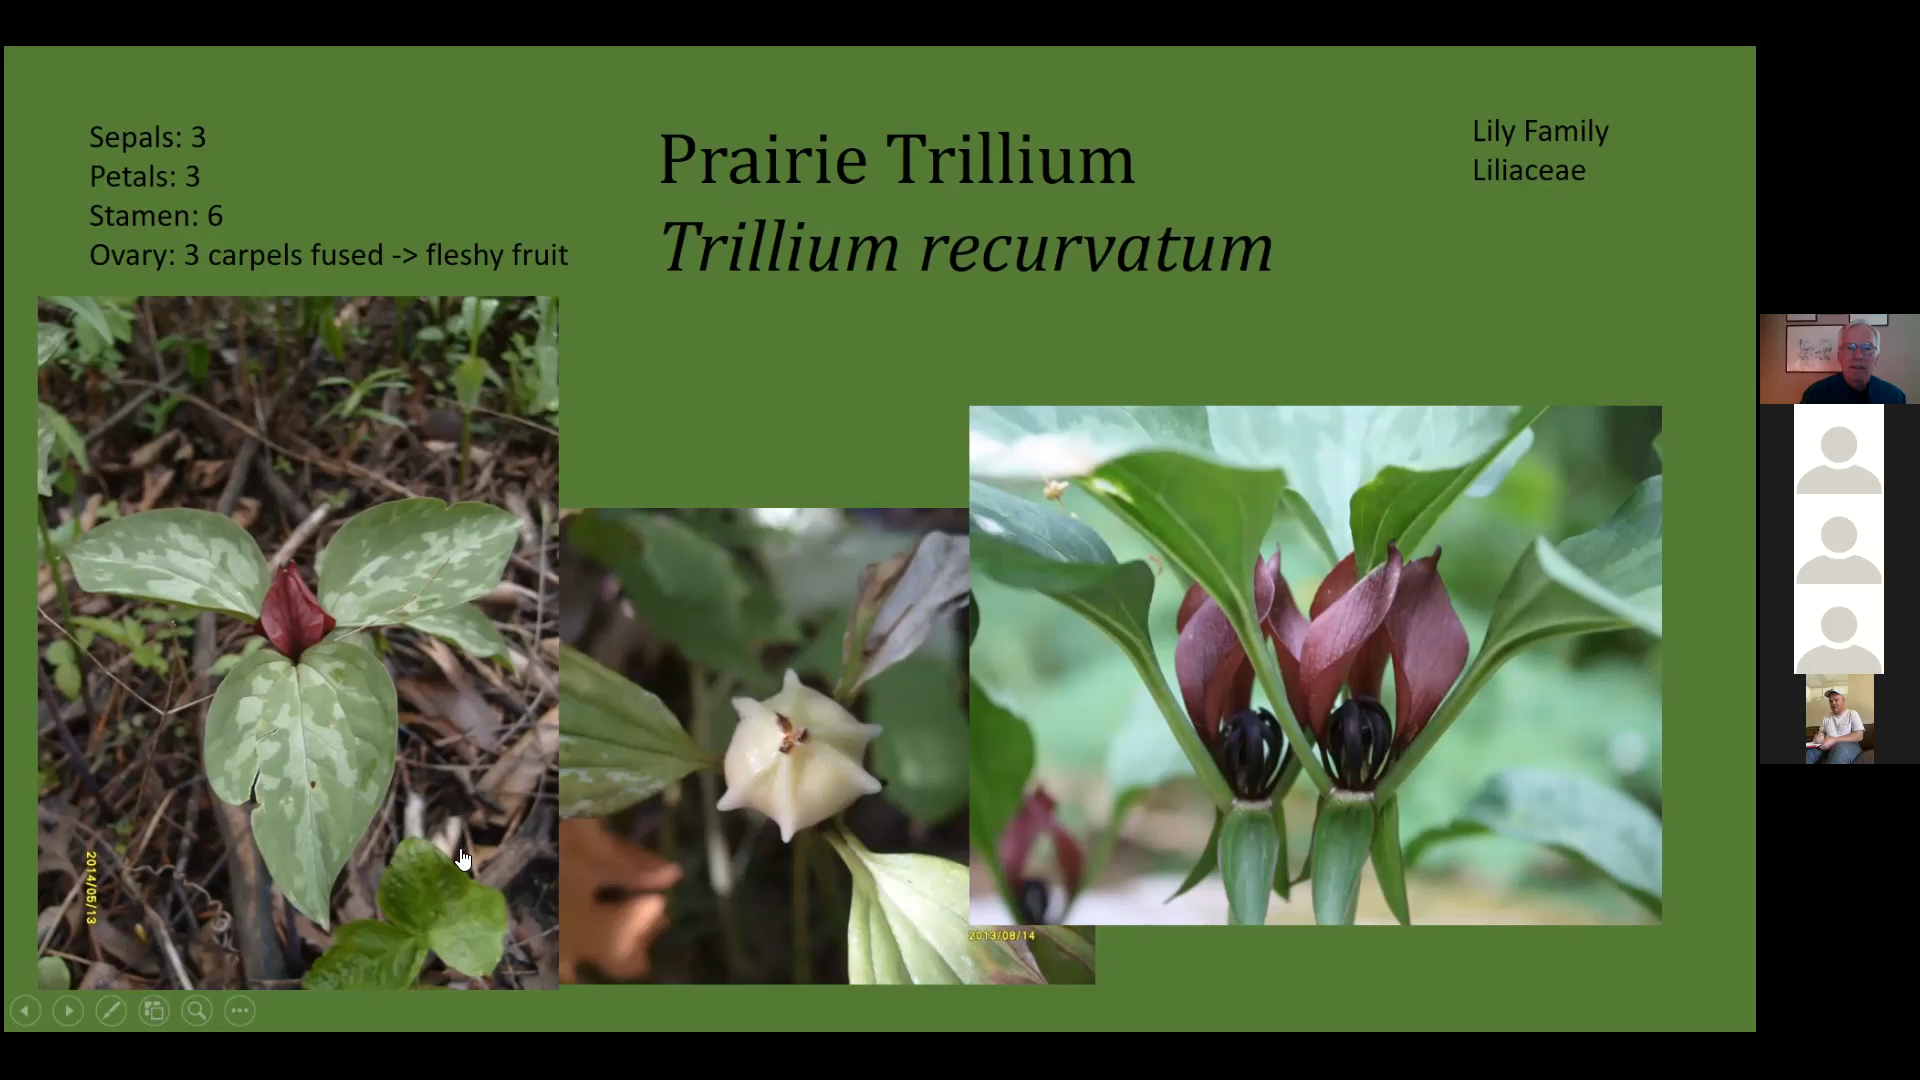 Sepals: 3
Petals: 3
Stamen: 6
Ovary: 3 carpels fused -> fleshy fruit
Prairie Trillium
Trillium recurvatum
Lily Family
Liliaceae
2014/05/13
2013/08/14